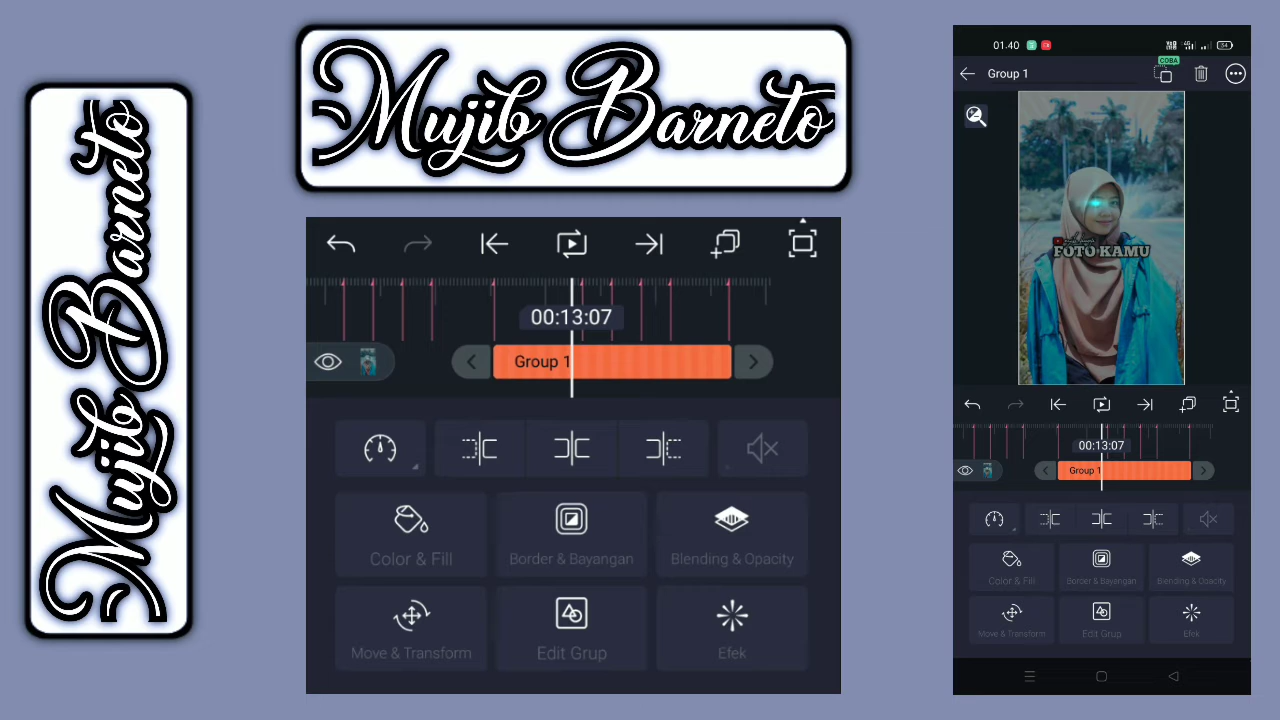 Mujib Barneto
Mujib Barneto
00:13:07
Group 1
Color & Fill
Border & Bayangan
Blending & Opacity
Move & Transform
Edit Grup
Efek
01.40
34
COBA
Group 1
FOTO KAMU
00:13:07
Group 1
Color & Fill
Border & Bayangan
Blending & Opacity
Move & Transform
Edit Grup
Efek